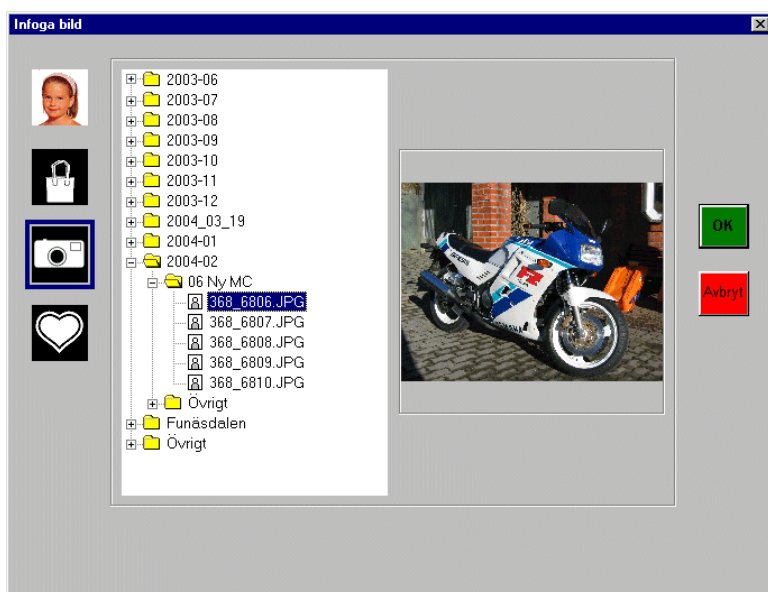 Infoga bild
2003-06
2003-07
2003-08
2003-09
2003-10
2003-11
2003-12
2004_03_19
2004-01
2004-02
06 Ny MC
368_6806.JPG
368_6807.JPG
368_6808.JPG
368_6809.JPG
368_6810.JPG
Övrigt
Funäsdalen
Övrigt
OK
Avbryt